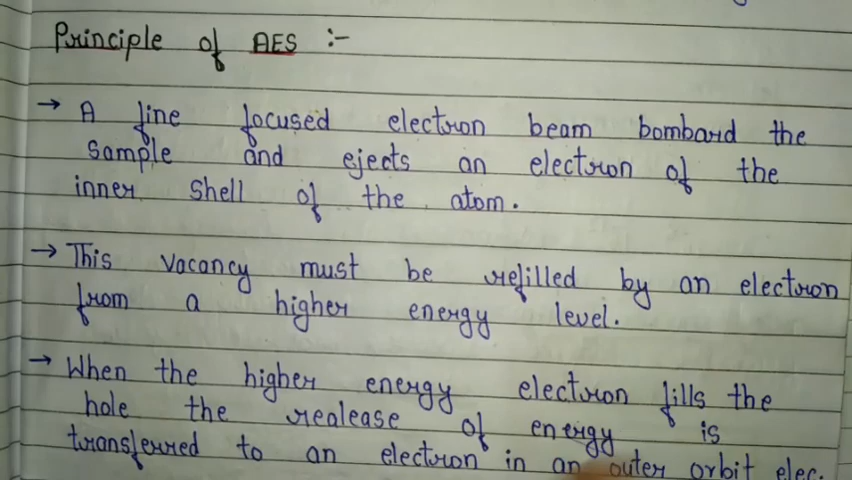 Principle of AES :-
→ A fine focused electron beam bombard the
sample and ejects an electron of the
inner shell of the atom.
→ This vacancy must be refilled by an electron
from a higher energy level.
→ When the higher energy electron fills the
hole the realease of energy is
transferred to an electron in an outer orbit elec.